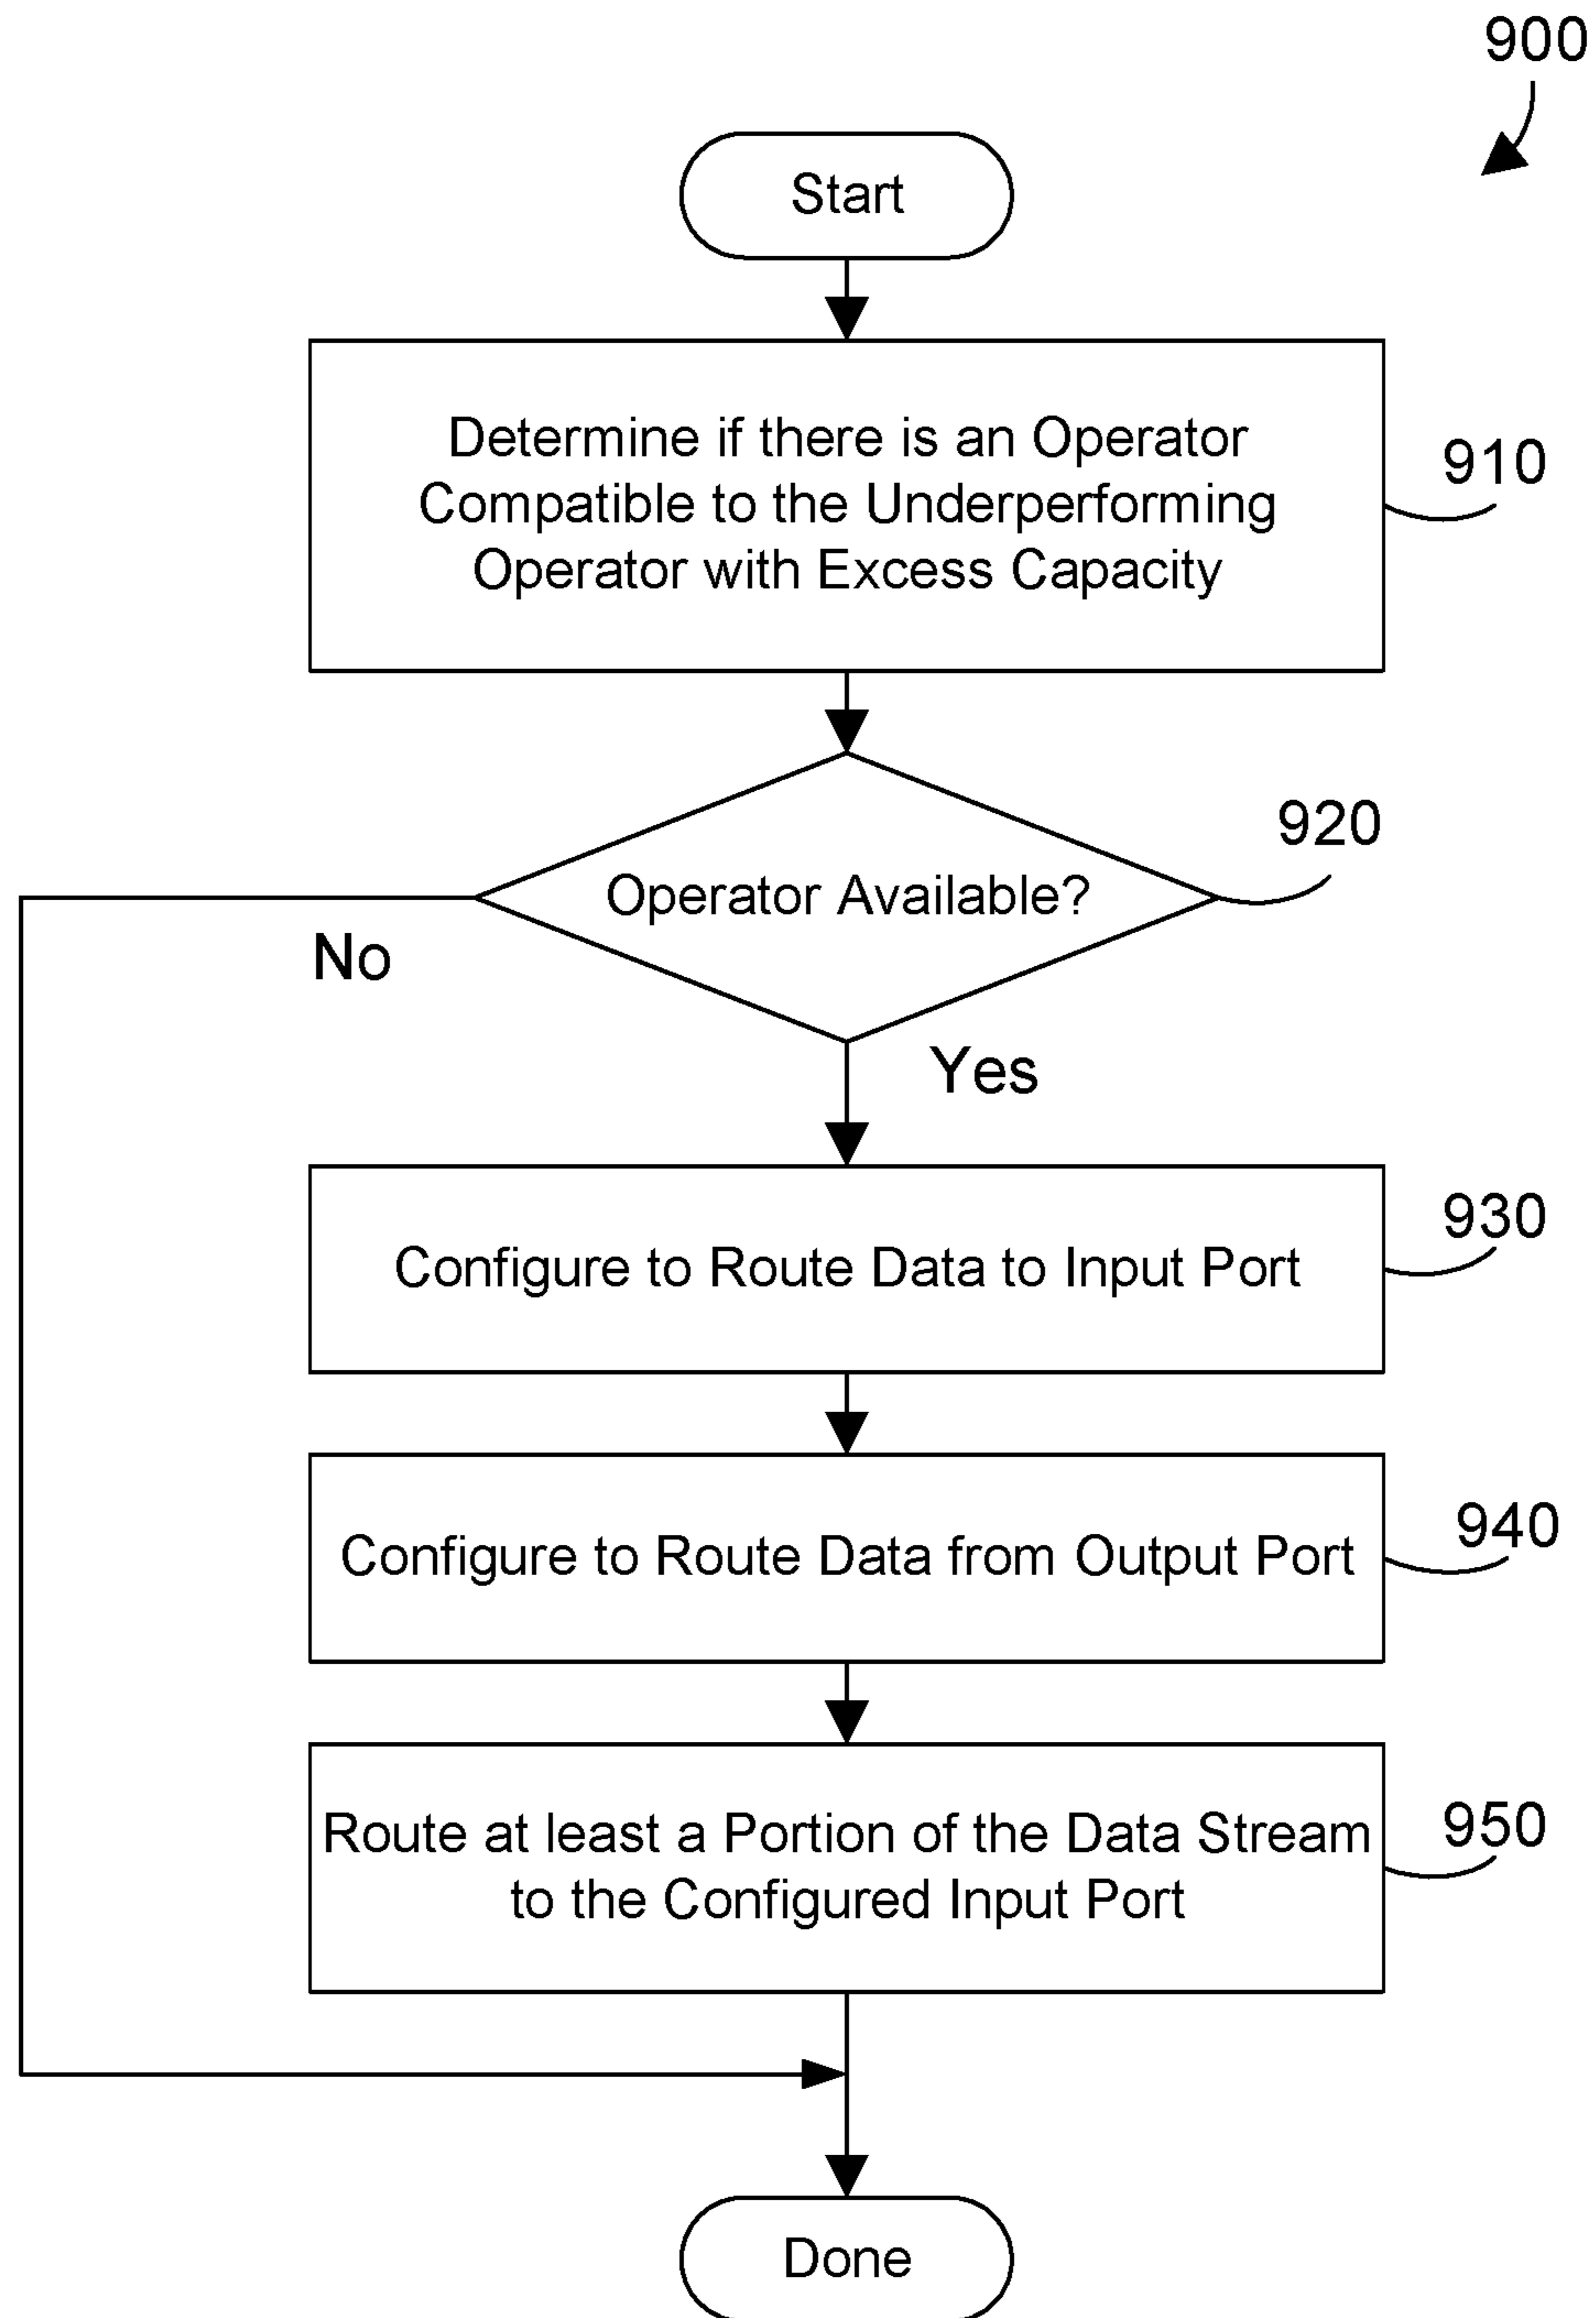 900
Start
Determine if there is an Operator
Compatible to the Underperforming
Operator with Excess Capacity
910
920
Operator Available?
No
Yes
930
Configure to Route Data to Input Port
940
Configure to Route Data from Output Port
950
Route at least a Portion of the Data Stream
to the Configured Input Port
Done